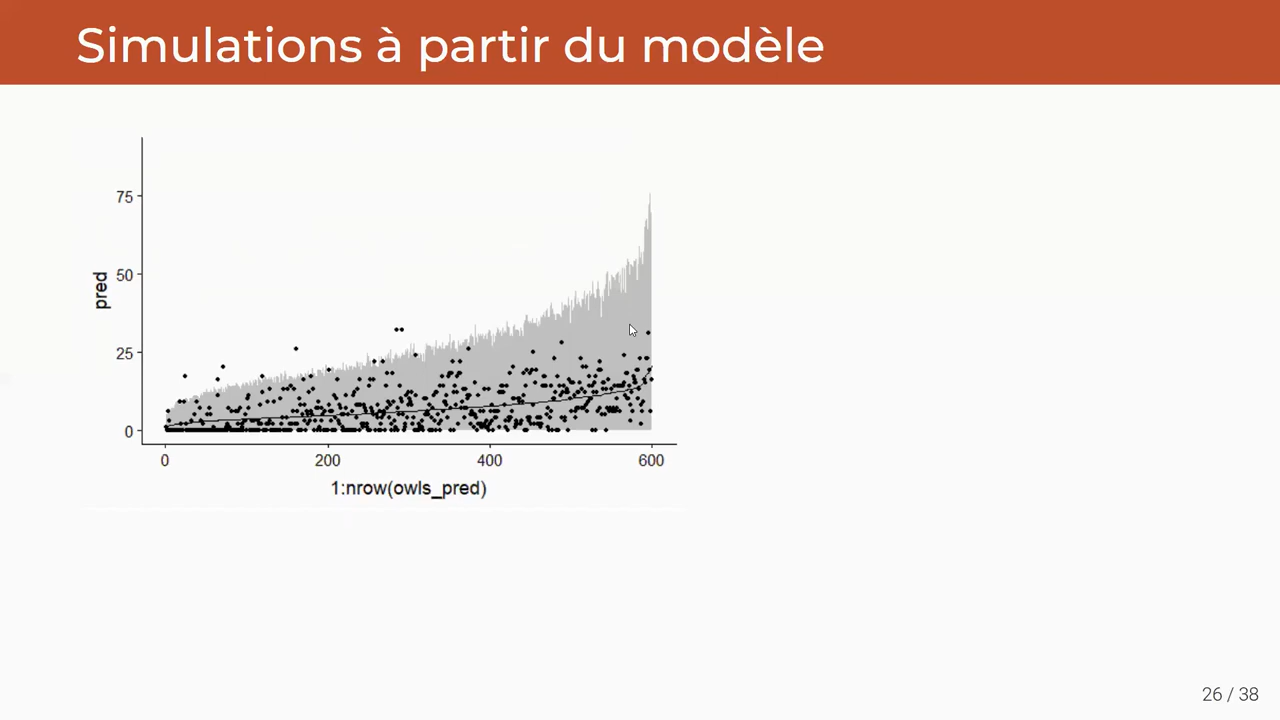 Simulations à partir du modèle
75
50
25
0
pred
0 200 400 600
1:nrow(owls_pred)
26 / 38